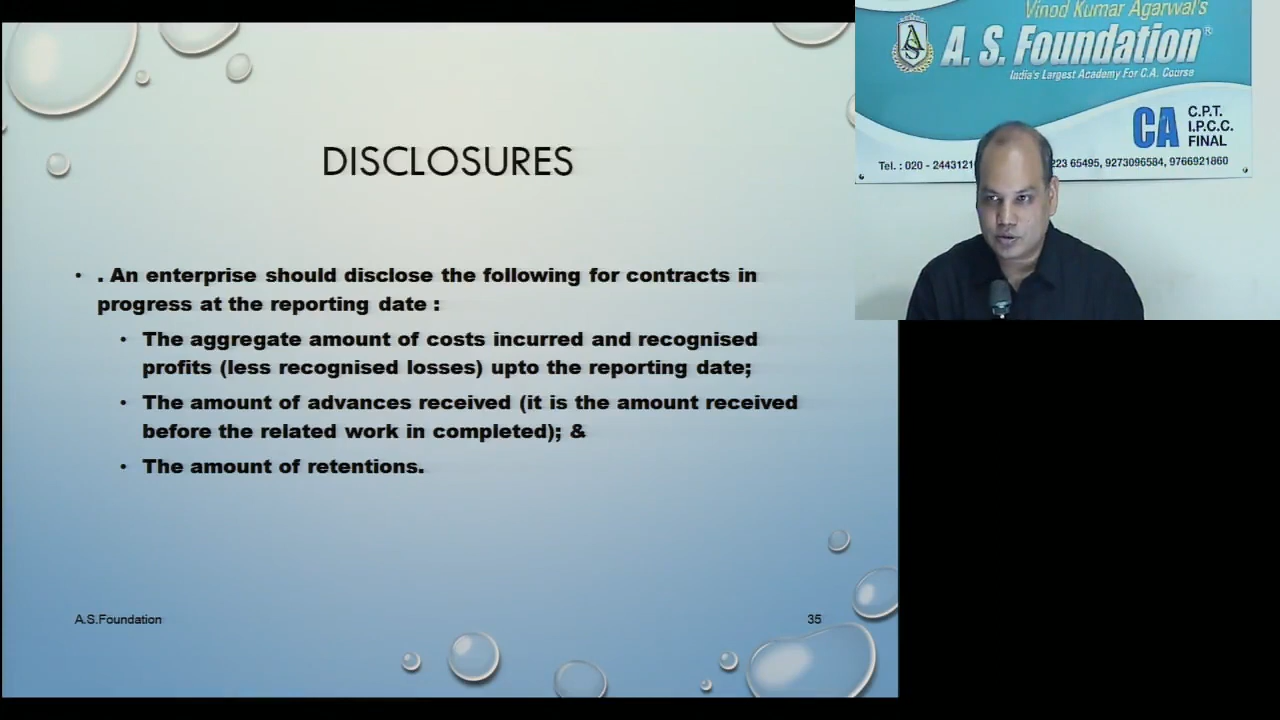 DISCLOSURES
• . An enterprise should disclose the following for contracts in
progress at the reporting date :
• The aggregate amount of costs incurred and recognised
profits (less recognised losses) upto the reporting date;
• The amount of advances received (it is the amount received
before the related work in completed); &
• The amount of retentions.
A.S.Foundation
35
Vinod Kumar Agarwal's
A. S. Foundation®
India's Largest Academy For C.A. Course
CA
C.P.T.
I.P.C.C.
FINAL
Tel. : 020 - 2443121 223 65495, 9273096584, 9766921860